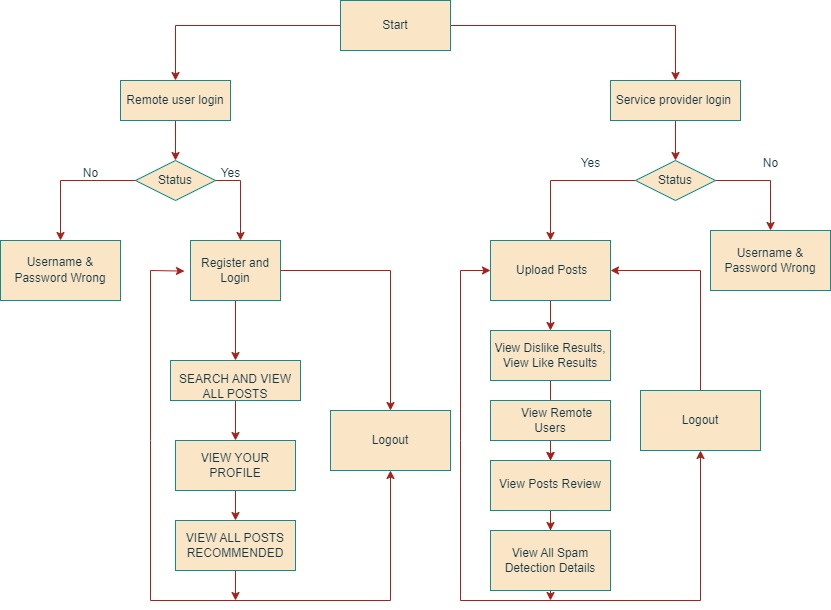 Start
Remote user login
Service provider login
No
Status
Yes
Yes
Status
No
Username &
Password Wrong
Register and
Login
Upload Posts
Username &
Password Wrong
View Dislike Results,
View Like Results
SEARCH AND VIEW
ALL POSTS
View Remote
Users
Logout
Logout
VIEW YOUR
PROFILE
View Posts Review
VIEW ALL POSTS
RECOMMENDED
View All Spam
Detection Details